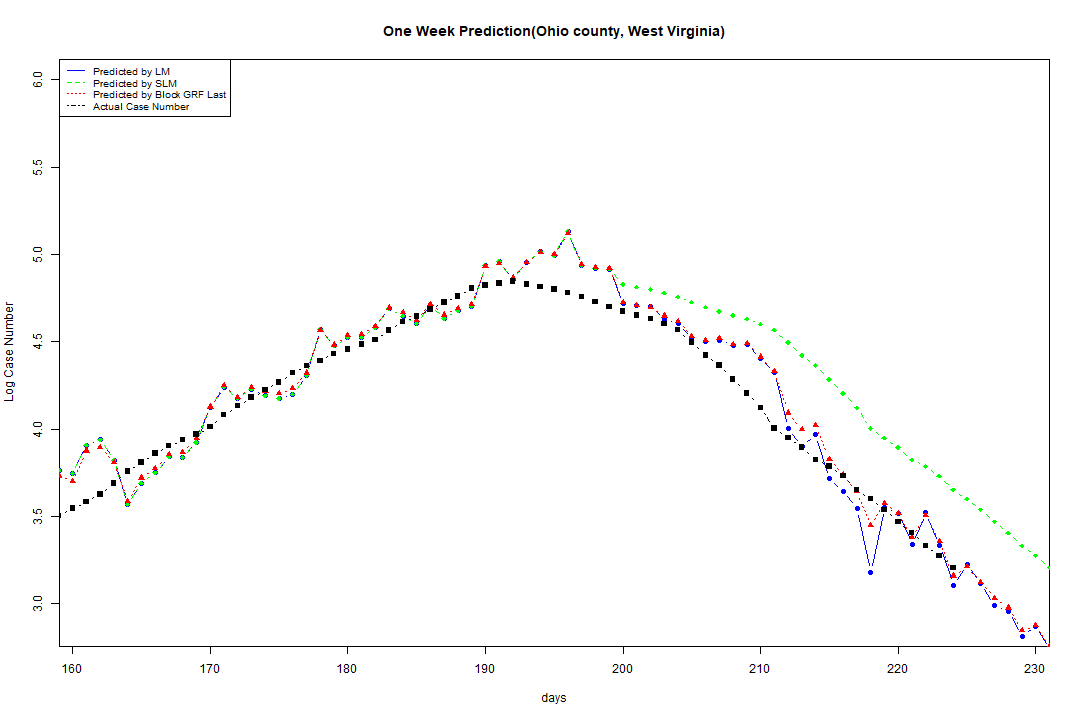 One Week Prediction(Ohio county, West Virginia)
Predicted by LM
Predicted by SLM
Predicted by Block GRF Last
Actual Case Number
6.0
5.5
5.0
4.5
4.0
3.5
3.0
Log Case Number
160 170 180 190 200 210 220 230
days